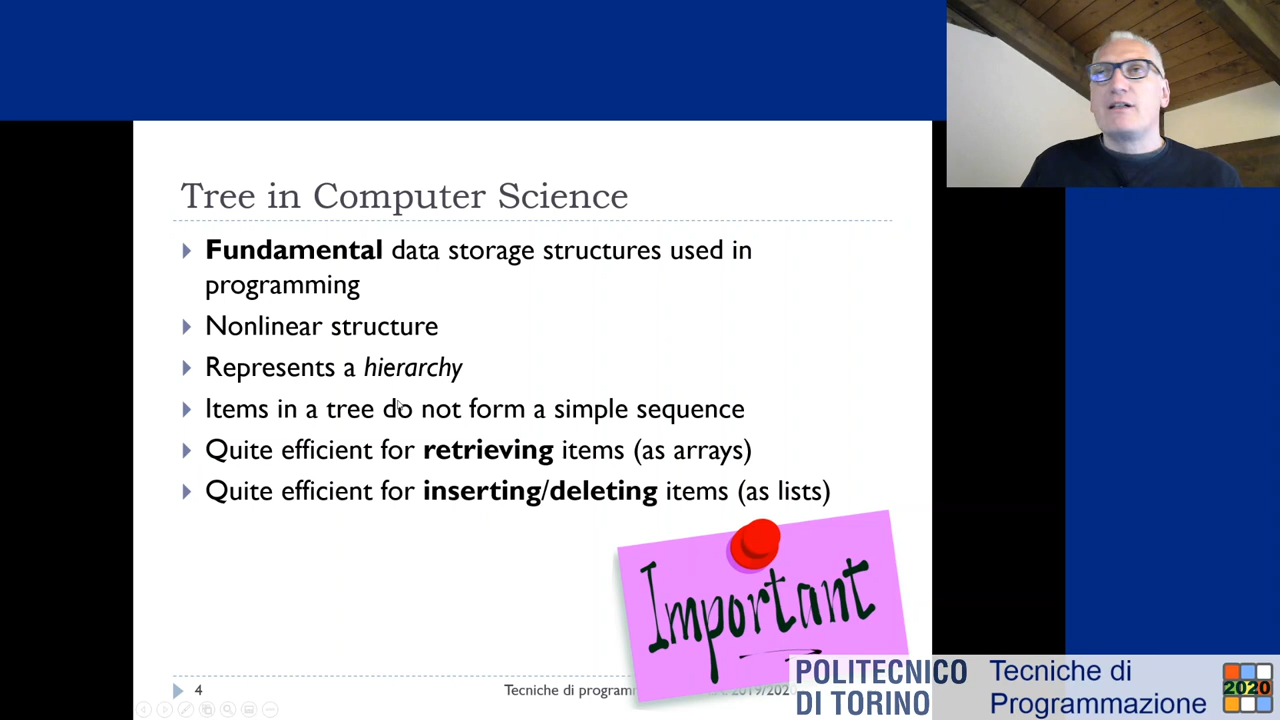 Tree in Computer Science
Fundamental data storage structures used in
programming
Nonlinear structure
Represents a hierarchy
Items in a tree do not form a simple sequence
Quite efficient for retrieving items (as arrays)
Quite efficient for inserting/deleting items (as lists)
Important
4
Tecniche di 2019/2020
POLITECNICO
DI TORINO
Tecniche di
Programmazione
2020